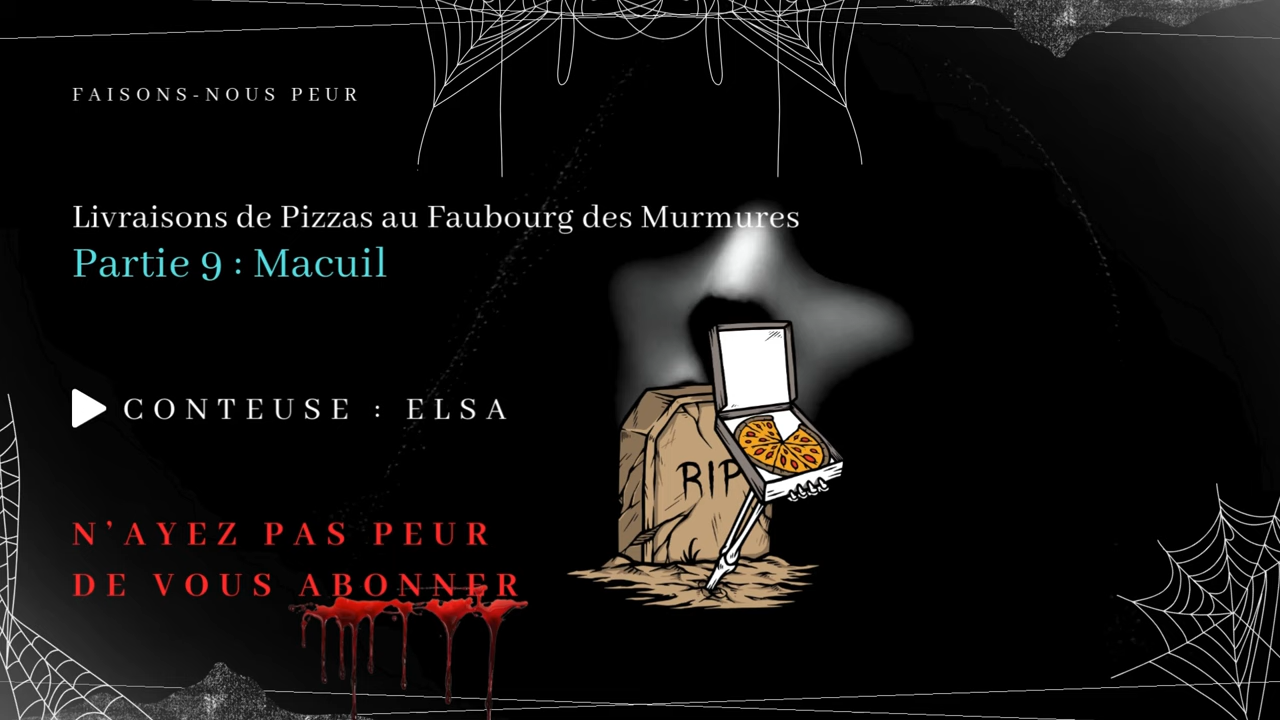 FAISONS-NOUS PEUR
Livraisons de Pizzas au Faubourg des Murmures
Partie 9 : Macuil
CONTEUSE : ELSA
RIP
N'AYEZ PAS PEUR
DE VOUS ABONNER